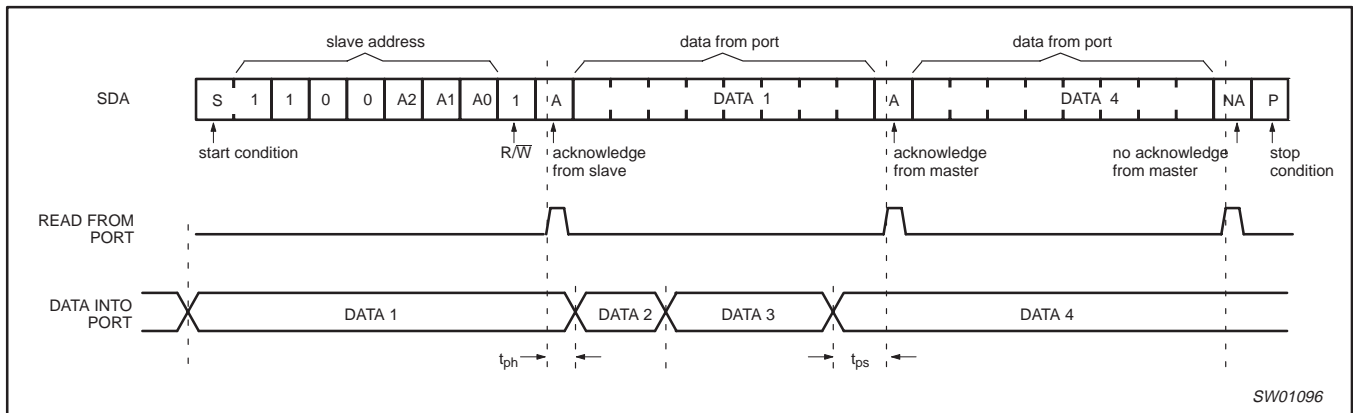 slave address data from port data from port
SDA S 1 1 0 0 A2 A1 A0 1 A DATA 1 A DATA 4 NA P
start condition R/W̅ acknowledge from slave acknowledge from master no acknowledge from master stop condition
READ FROM PORT
DATA INTO PORT DATA 1 DATA 2 DATA 3 DATA 4
tph tps
SW01096